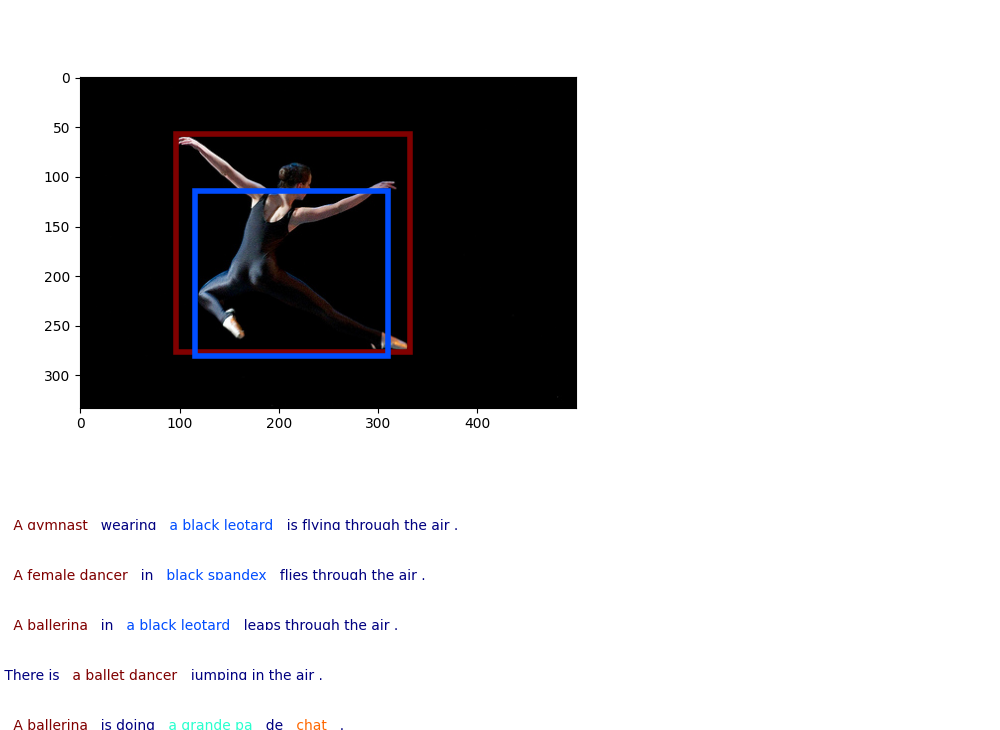 0
50
100
150
200
250
300
0 100 200 300 400
A gymnast wearing a black leotard is flying through the air .
A female dancer in black spandex flies through the air .
A ballerina in a black leotard leaps through the air .
There is a ballet dancer jumping in the air .
A ballerina is doing a grande pa de chat .